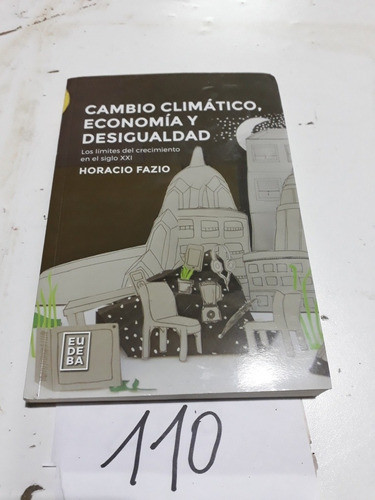 CAMBIO CLIMÁTICO,
ECONOMÍA Y
DESIGUALDAD
Los límites del crecimiento
en el siglo XXI
HORACIO FAZIO
EU
DE
BA
110